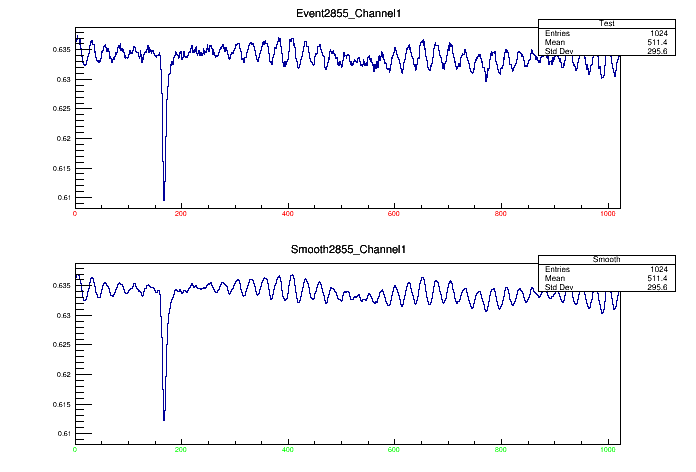 Event2855_Channel1
Test
Entries 1024
Mean 511.4
Std Dev 295.6
0.635
0.63
0.625
0.62
0.615
0.61
0 200 400 600 800 1000
Smooth2855_Channel1
Smooth
Entries 1024
Mean 511.4
Std Dev 295.6
0.635
0.63
0.625
0.62
0.615
0.61
0 200 400 600 800 1000